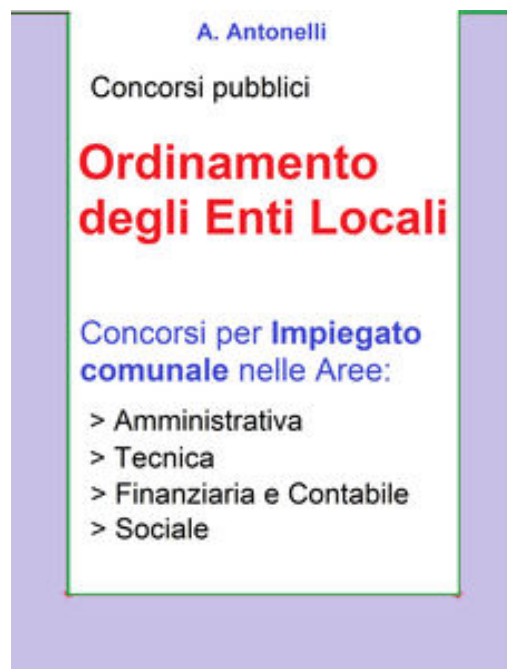 A. Antonelli
Concorsi pubblici
Ordinamento
degli Enti Locali
Concorsi per Impiegato
comunale nelle Aree:
> Amministrativa
> Tecnica
> Finanziaria e Contabile
> Sociale